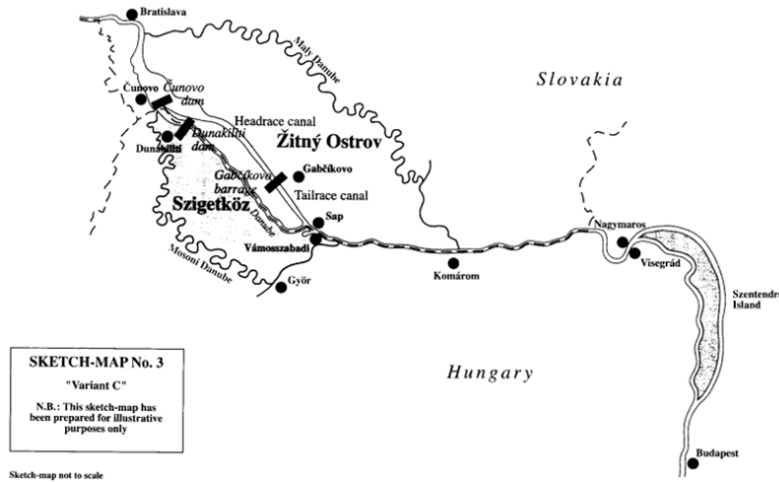 Bratislava
Maly Danube
Slovakia
Čunovo
Čunovo
dam
Headrace canal
Dunakiliti
Dunakiliti
dam
Žitný Ostrov
Gabčíkovo
Gabčíkovo
barrage
Tailrace canal
Szigetköz
Danube
Sap
Vámosszabadi
Mosoni Danube
Györ
Komárom
Nagymaros
Visegrád
Szentendre
Island
Hungary
Budapest
SKETCH-MAP No. 3
"Variant C"
N.B.: This sketch-map has
been prepared for illustrative
purposes only
Sketch-map not to scale